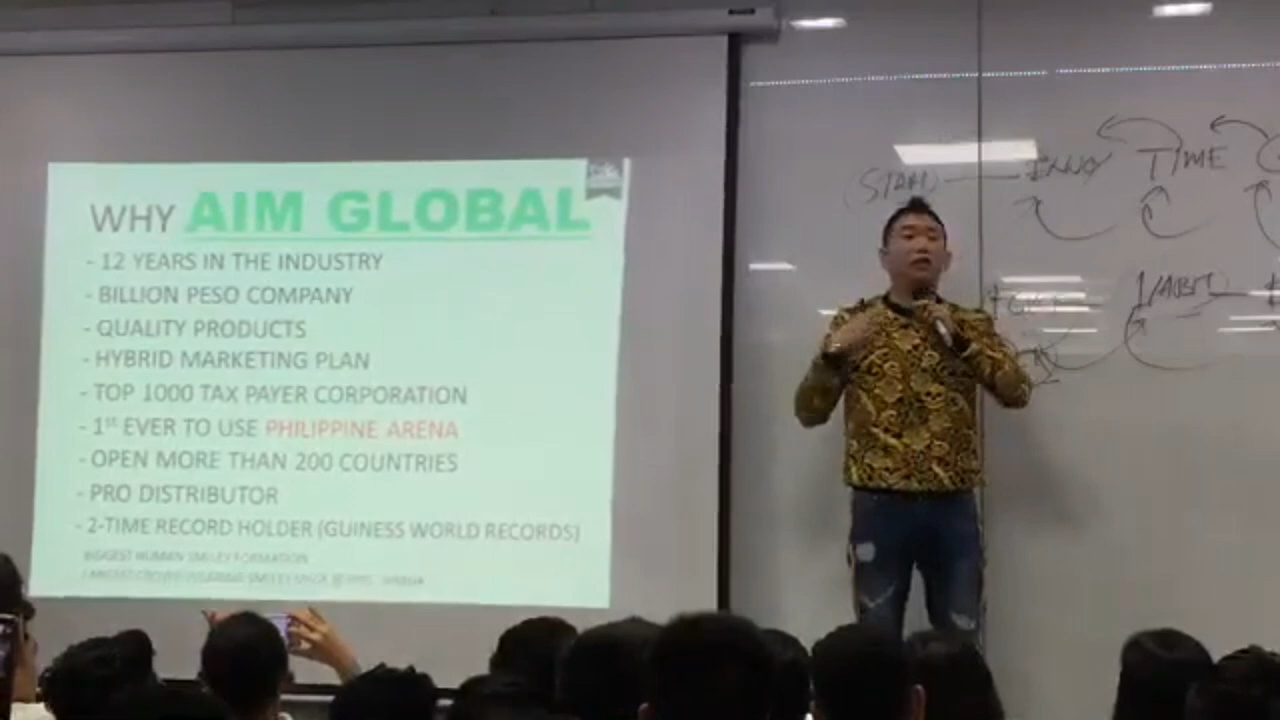 WHY AIM GLOBAL
- 12 YEARS IN THE INDUSTRY
- BILLION PESO COMPANY
- QUALITY PRODUCTS
- HYBRID MARKETING PLAN
- TOP 1000 TAX PAYER CORPORATION
- 1ST EVER TO USE PHILIPPINE ARENA
- OPEN MORE THAN 200 COUNTRIES
- PRO DISTRIBUTOR
- 2-TIME RECORD HOLDER (GUINESS WORLD RECORDS)
BIGGEST HUMAN SMILEY FORMATION
TIME